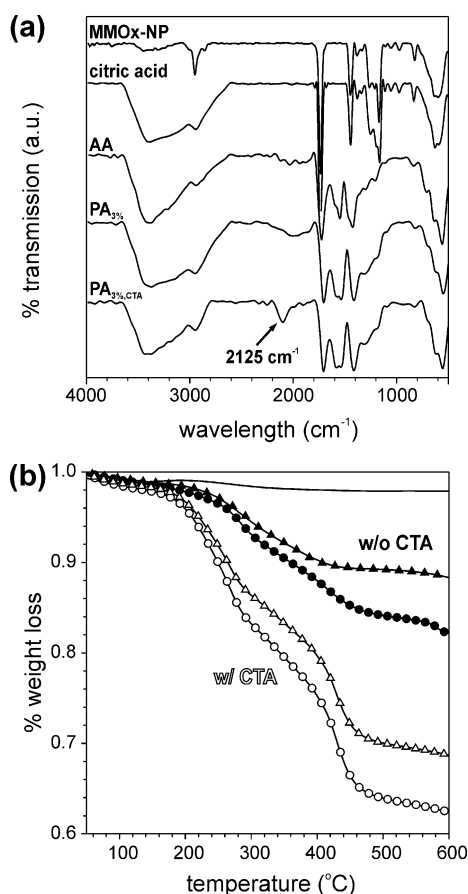 (a)
MMOx-NP
citric acid
AA
PA3%
PA3%,CTA
2125 cm-1
% transmission (a.u.)
4000 3000 2000 1000
wavelength (cm-1)
(b)
1.0
0.9
0.8
0.7
0.6
w/o CTA
w/ CTA
% weight loss
100 200 300 400 500 600
temperature (°C)